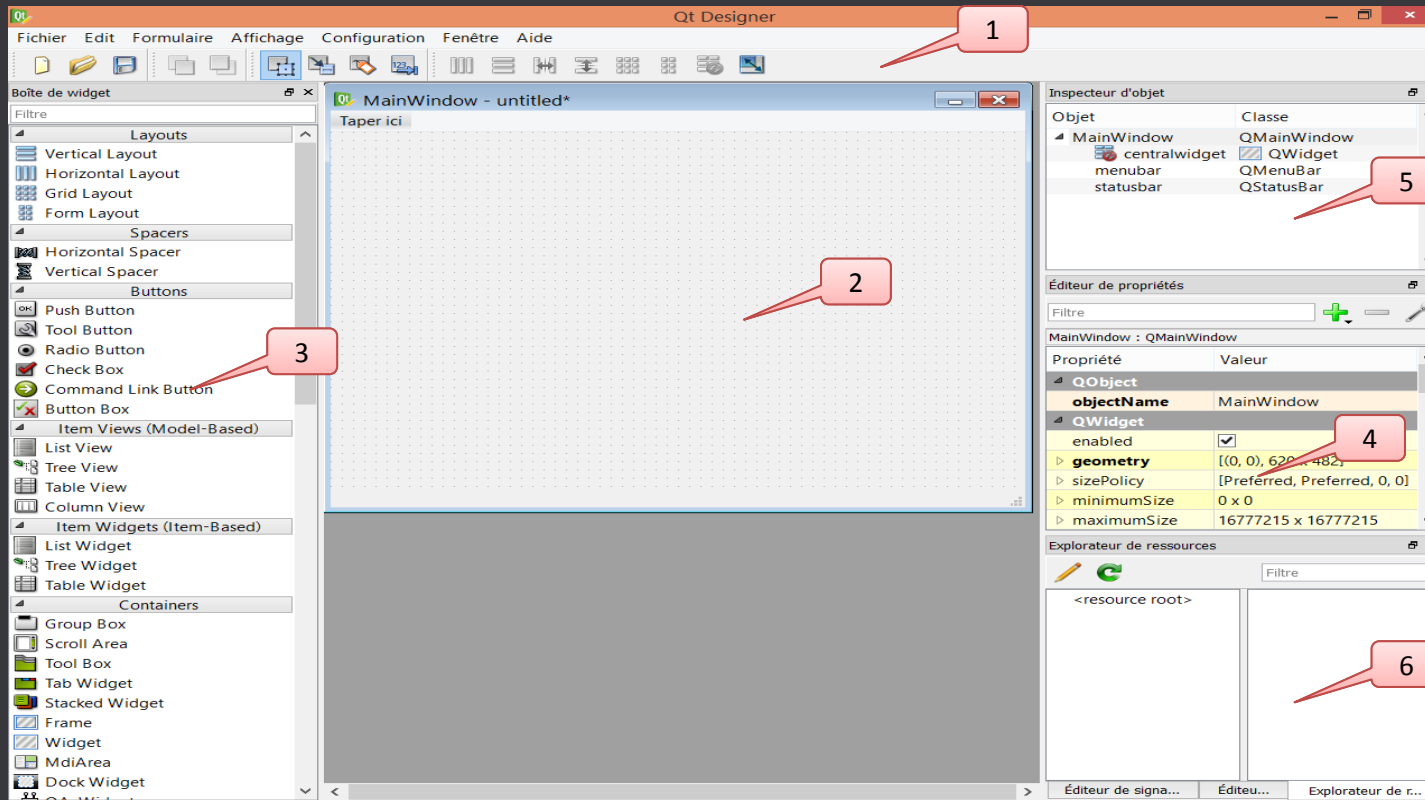 Qt Designer
Fichier Edit Formulaire Affichage Configuration Fenêtre Aide
1
Boîte de widget
Filtre
Layouts
Vertical Layout
Horizontal Layout
Grid Layout
Form Layout
Spacers
Horizontal Spacer
Vertical Spacer
Buttons
Push Button
Tool Button
Radio Button
Check Box
Command Link Button
Button Box
Item Views (Model-Based)
List View
Tree View
Table View
Column View
Item Widgets (Item-Based)
List Widget
Tree Widget
Table Widget
Containers
Group Box
Scroll Area
Tool Box
Tab Widget
Stacked Widget
Frame
Widget
MdiArea
Dock Widget
3
MainWindow - untitled*
Taper ici
2
Inspecteur d'objet
Objet Classe
MainWindow QMainWindow
centralwidget QWidget
menubar QMenuBar
statusbar QStatusBar
5
Éditeur de propriétés
Filtre
MainWindow : QMainWindow
Propriété Valeur
QObject
objectName MainWindow
QWidget
enabled
geometry [(0, 0), 620 x 482]
sizePolicy [Preferred, Preferred, 0, 0]
minimumSize 0 x 0
maximumSize 16777215 x 16777215
4
Explorateur de ressources
Filtre
<resource root>
6
Éditeur de signa... Éditeu... Explorateur de r...